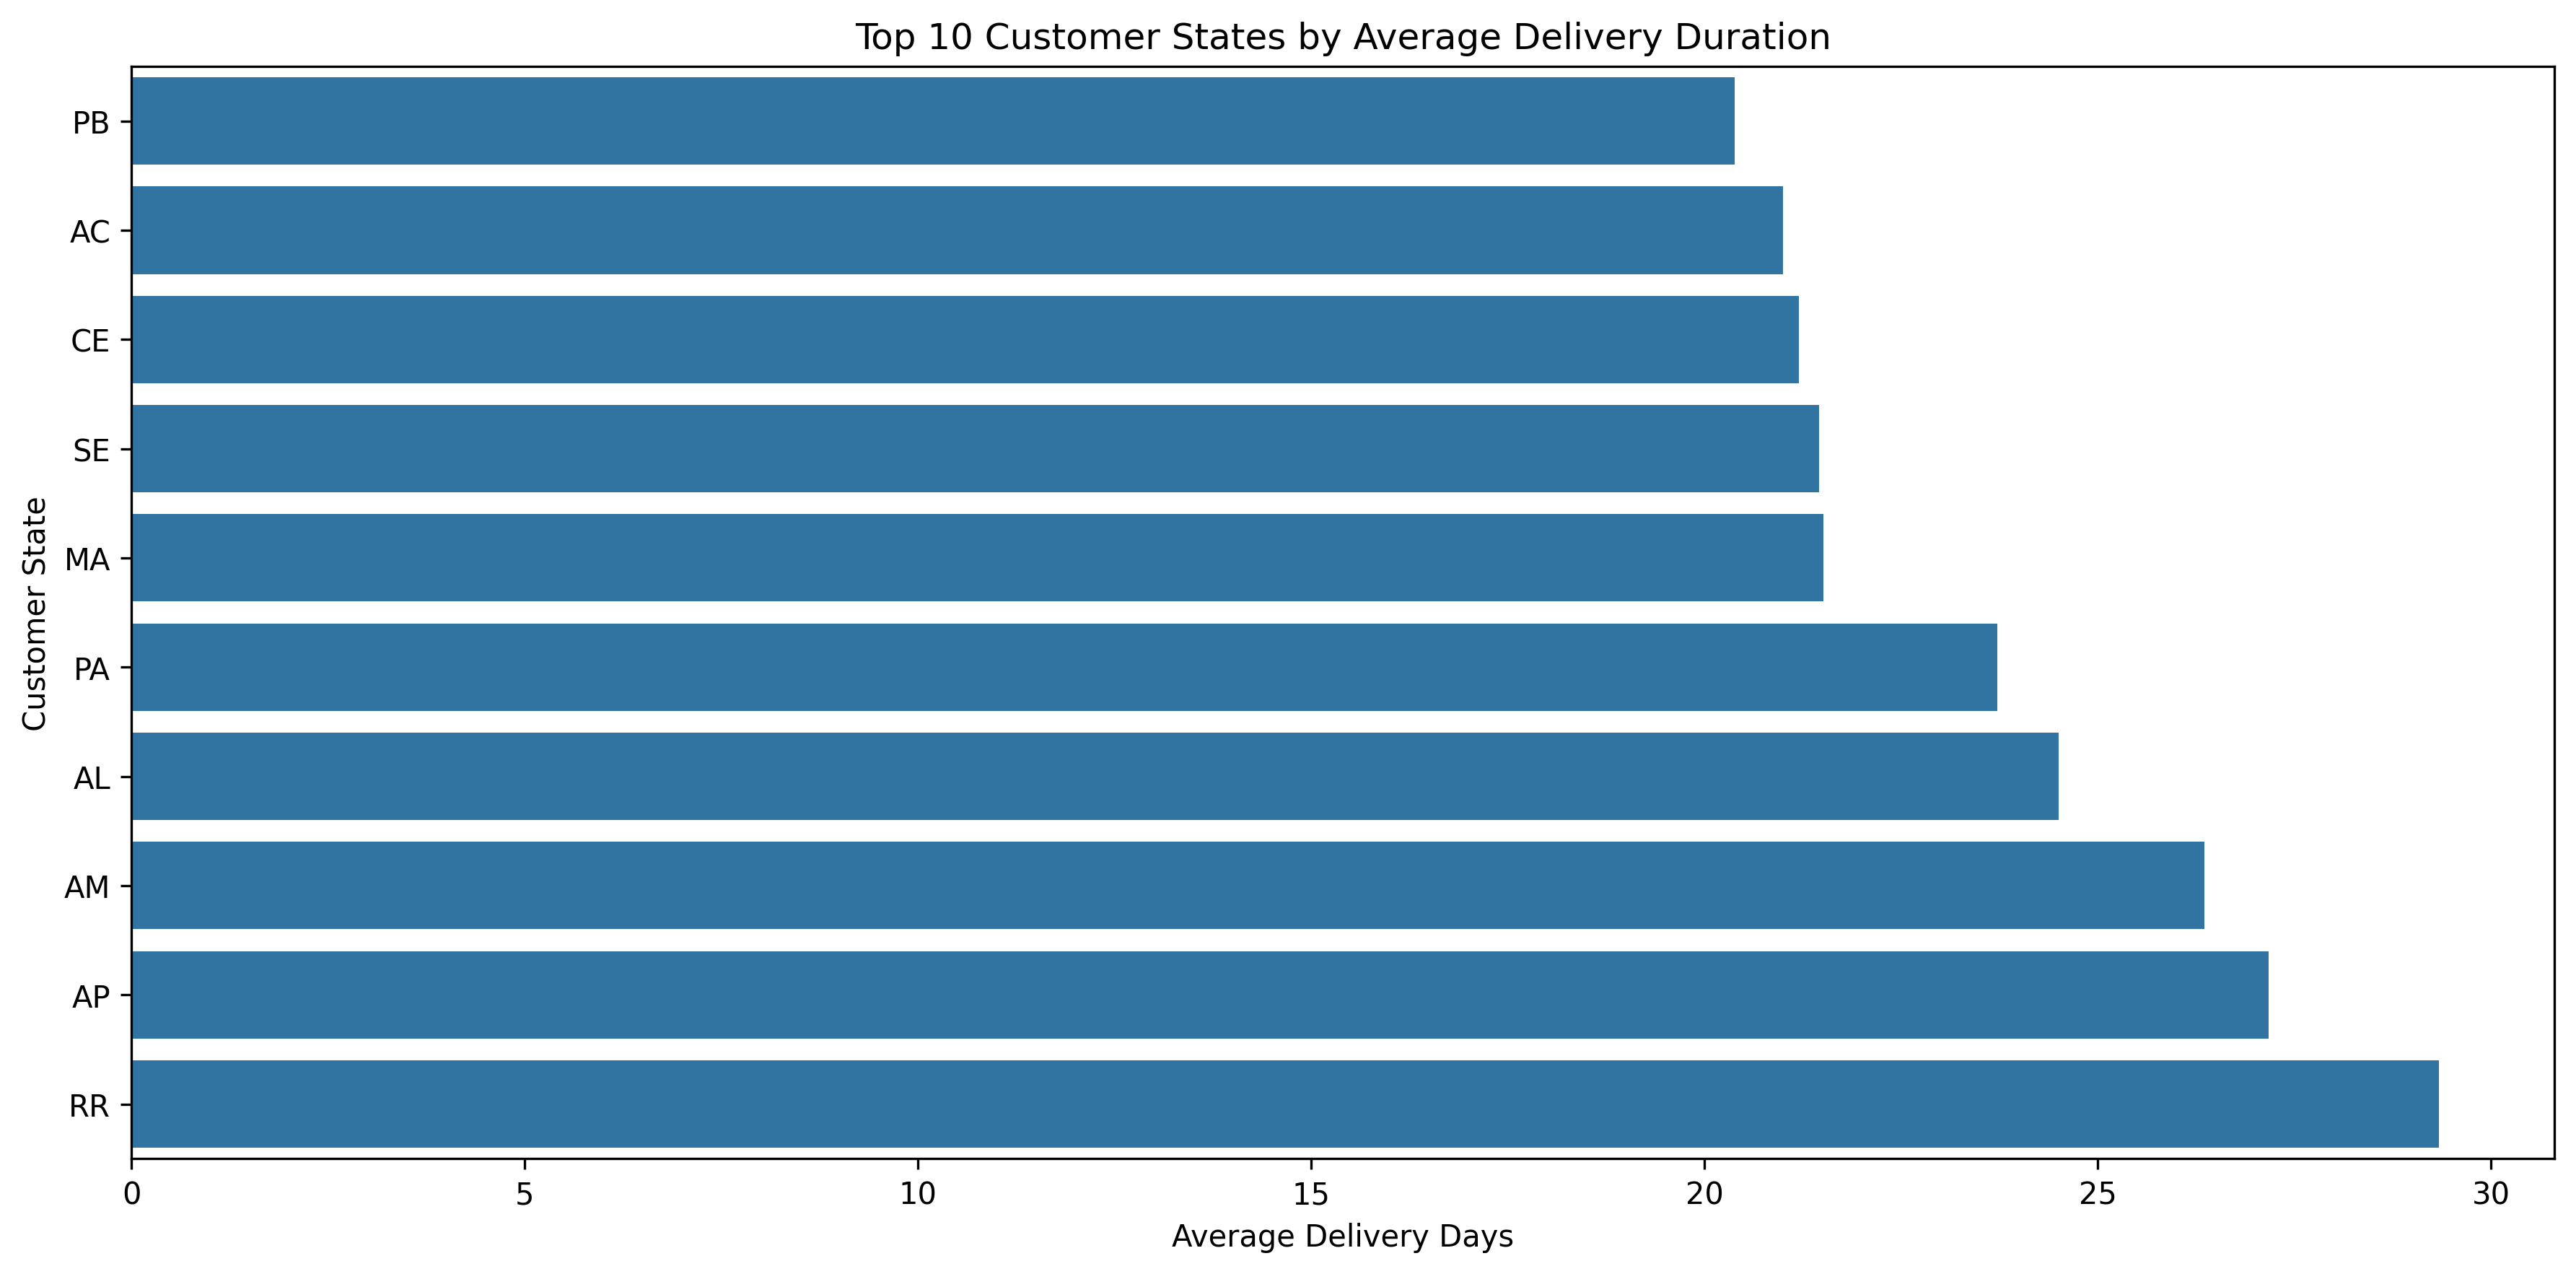 Top 10 Customer States by Average Delivery Duration
Customer State
PB
AC
CE
SE
MA
PA
AL
AM
AP
RR
0 5 10 15 20 25 30
Average Delivery Days